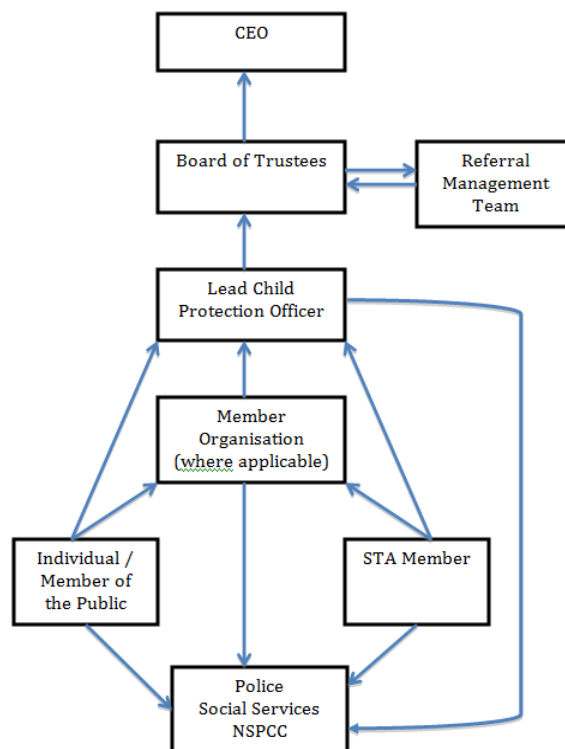 CEO
Board of Trustees
Referral
Management
Team
Lead Child
Protection Officer
Member
Organisation
(where applicable)
Individual /
Member of
the Public
STA Member
Police
Social Services
NSPCC